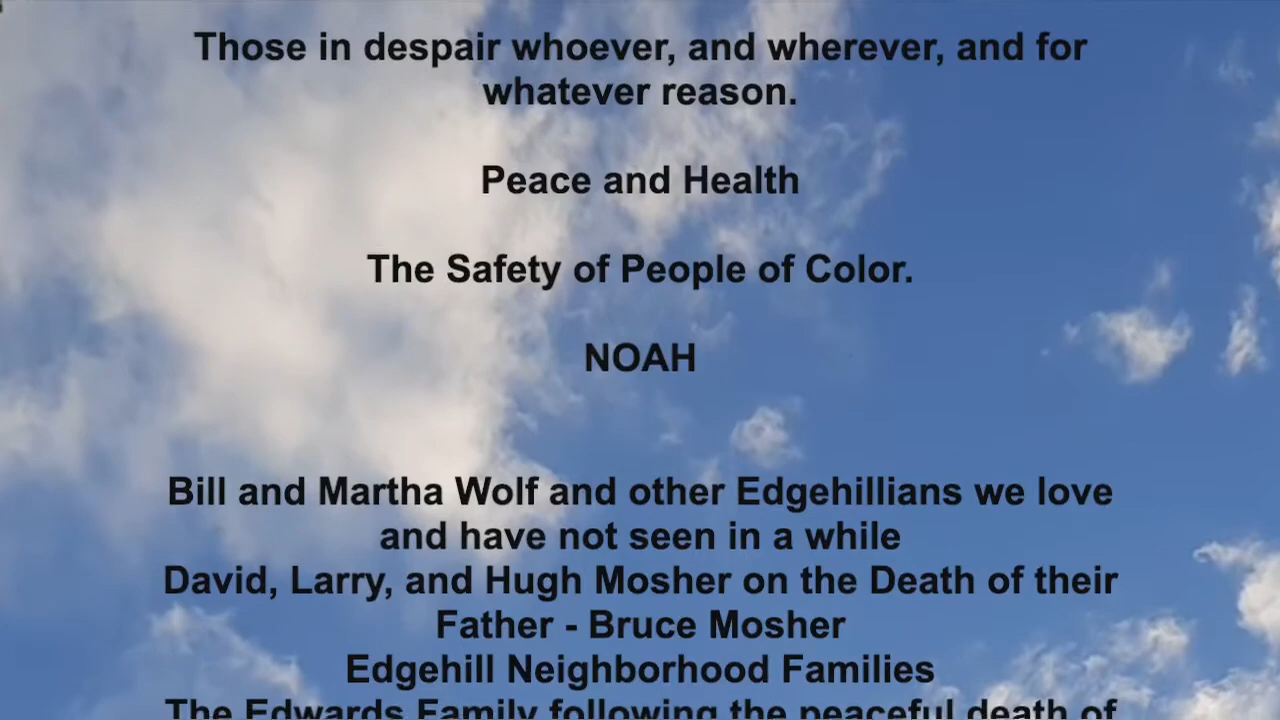 Those in despair whoever, and wherever, and for
whatever reason.
Peace and Health
The Safety of People of Color.
NOAH
Bill and Martha Wolf and other Edgehillians we love
and have not seen in a while
David, Larry, and Hugh Mosher on the Death of their
Father - Bruce Mosher
Edgehill Neighborhood Families
The Edwards Family following the peaceful death of